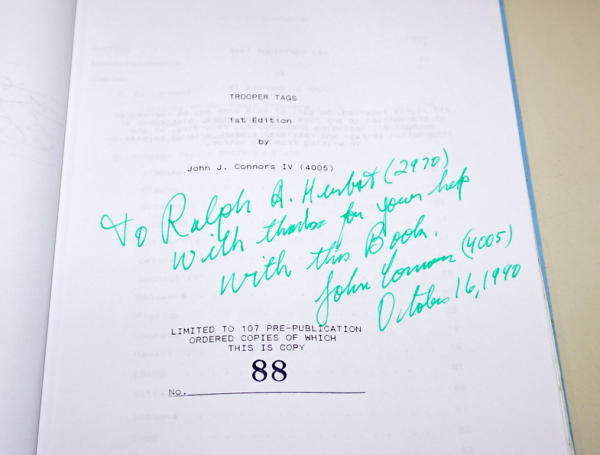 TROOPER TAGS
1st Edition
by
John J. Connors IV (4005)
To Ralph A. Herbst (2970)
With thanks for your help
with this Book.
John Connors (4005)
October 16, 1990
LIMITED TO 107 PRE-PUBLICATION
ORDERED COPIES OF WHICH
THIS IS COPY
88
No.